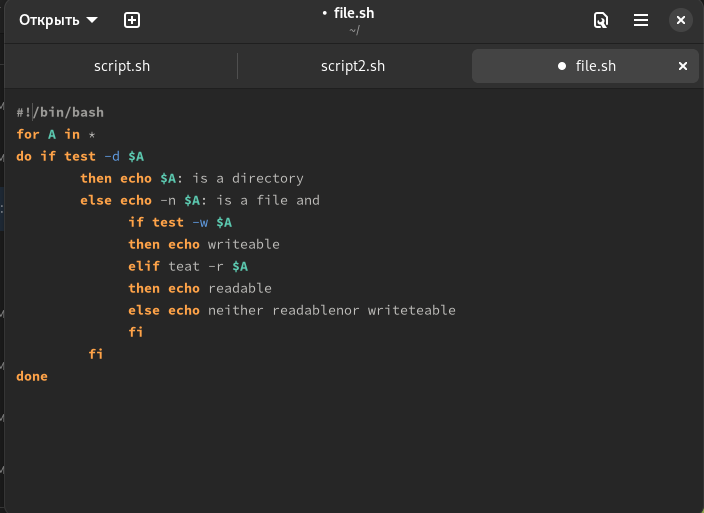 Открыть
• file.sh
~/
script.sh
script2.sh
● file.sh
#!/bin/bash
for A in *
do if test -d $A
then echo $A: is a directory
else echo -n $A: is a file and
if test -w $A
then echo writeable
elif teat -r $A
then echo readable
else echo neither readablenor writeteable
fi
fi
done